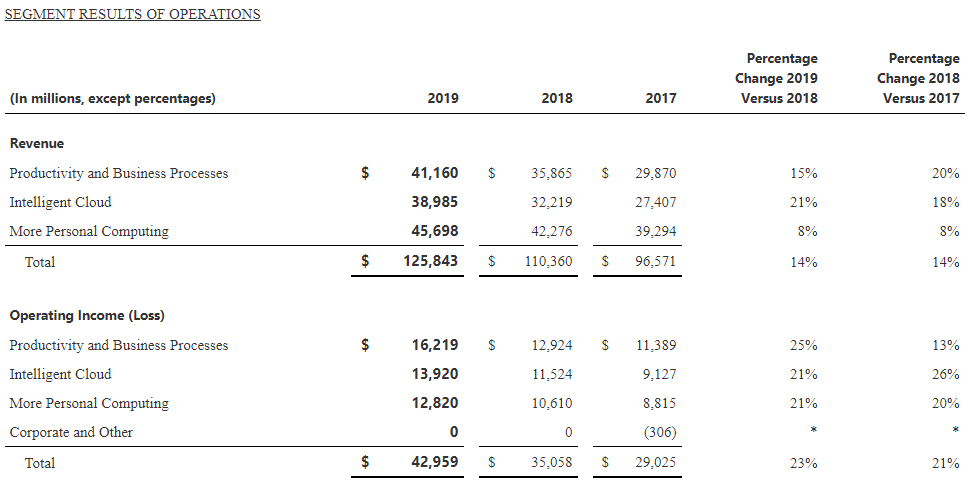 SEGMENT RESULTS OF OPERATIONS
Percentage Percentage
Change 2019 Change 2018
(In millions, except percentages) 2019 2018 2017 Versus 2018 Versus 2017
Revenue
Productivity and Business Processes $ 41,160 $ 35,865 $ 29,870 15% 20%
Intelligent Cloud 38,985 32,219 27,407 21% 18%
More Personal Computing 45,698 42,276 39,294 8% 8%
Total $ 125,843 $ 110,360 $ 96,571 14% 14%
Operating Income (Loss)
Productivity and Business Processes $ 16,219 $ 12,924 $ 11,389 25% 13%
Intelligent Cloud 13,920 11,524 9,127 21% 26%
More Personal Computing 12,820 10,610 8,815 21% 20%
Corporate and Other 0 0 (306) * *
Total $ 42,959 $ 35,058 $ 29,025 23% 21%